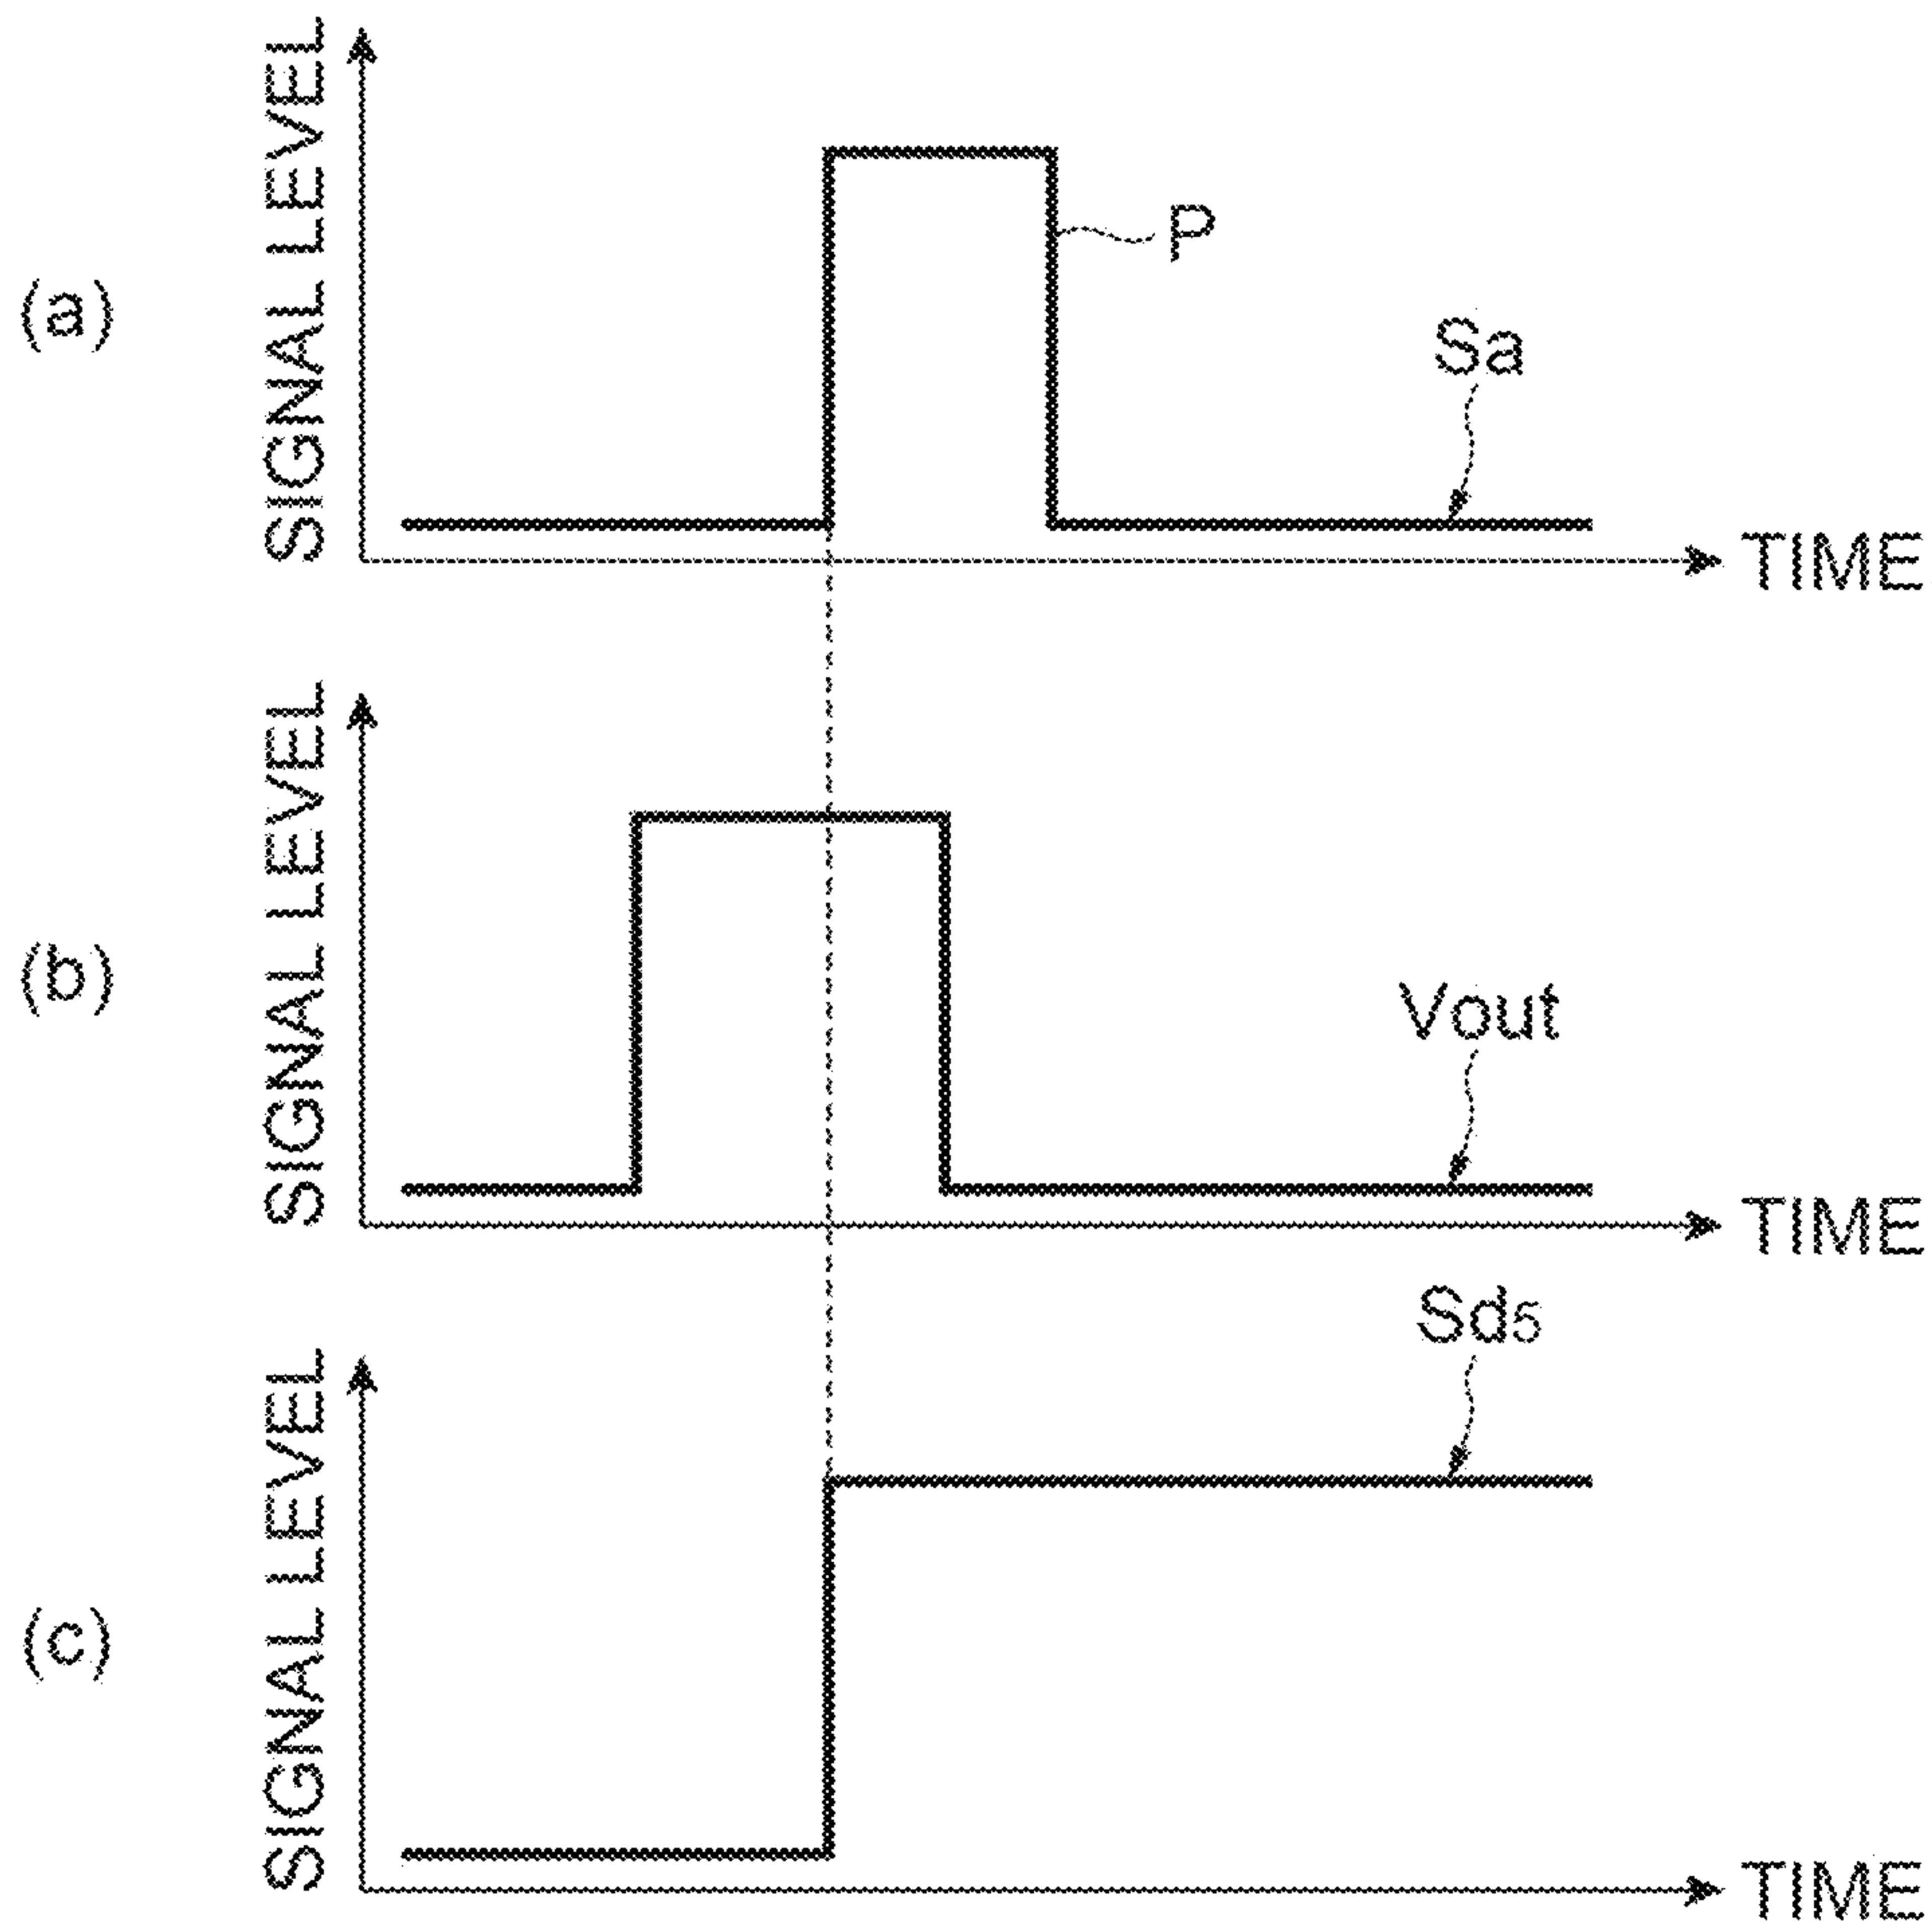 (a)
SIGNAL LEVEL
P
Sa
TIME
(b)
SIGNAL LEVEL
Vout
TIME
(c)
SIGNAL LEVEL
Sd5
TIME